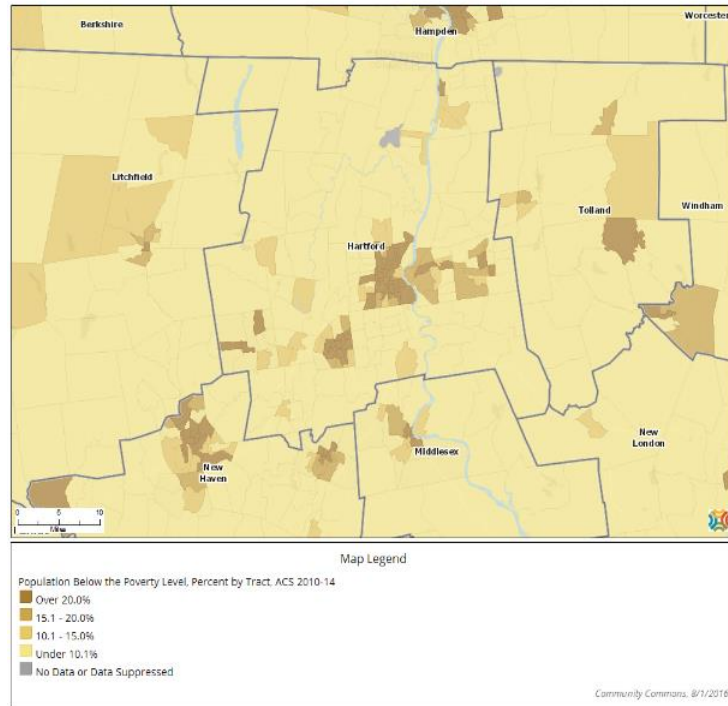 Berkshire
Worcester
Hampden
Litchfield
Tolland
Windham
Hartford
New
London
New
Haven
Middlesex
0 5 10
Miles
Map Legend
Population Below the Poverty Level, Percent by Tract, ACS 2010-14
Over 20.0%
15.1 - 20.0%
10.1 - 15.0%
Under 10.1%
No Data or Data Suppressed
Community Commons, 8/1/2016